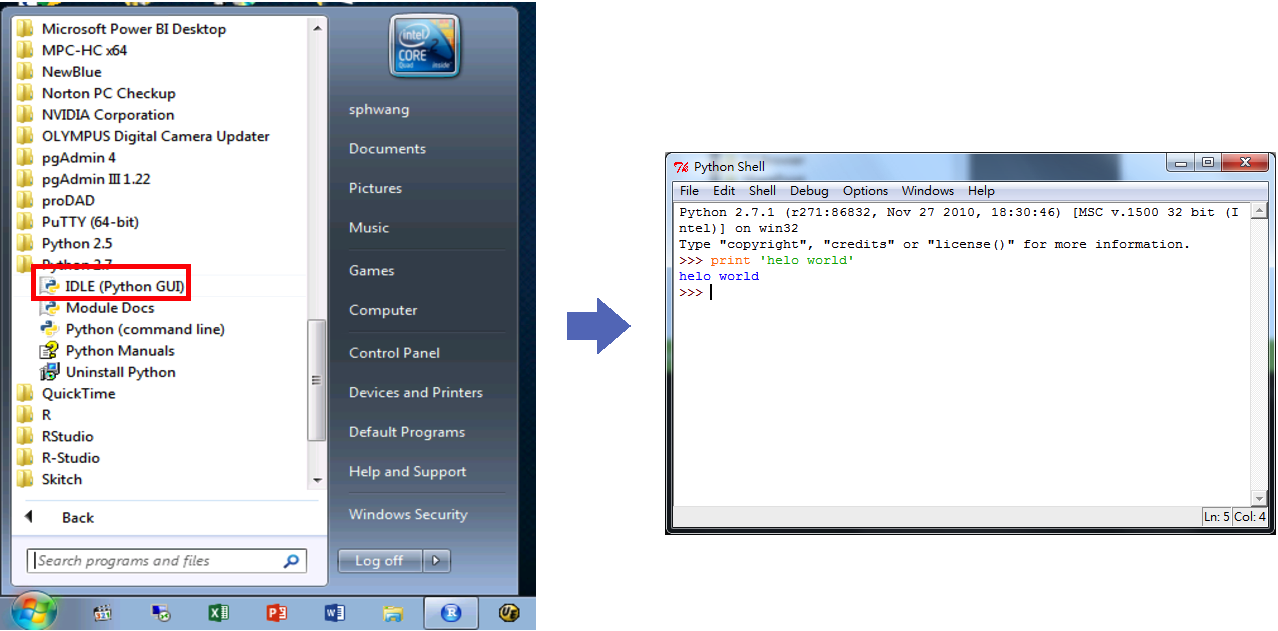 Microsoft Power BI Desktop
MPC-HC x64
NewBlue
Norton PC Checkup
NVIDIA Corporation
OLYMPUS Digital Camera Updater
pgAdmin 4
pgAdmin III 1.22
proDAD
PuTTY (64-bit)
Python 2.5
Python 2.7
IDLE (Python GUI)
Module Docs
Python (command line)
Python Manuals
Uninstall Python
QuickTime
R
RStudio
R-Studio
Skitch
Back
Search programs and files
intel
CORE 2
Quad inside
sphwang
Documents
Pictures
Music
Games
Computer
Control Panel
Devices and Printers
Default Programs
Help and Support
Windows Security
Log off
Python Shell
File Edit Shell Debug Options Windows Help
Python 2.7.1 (r271:86832, Nov 27 2010, 18:30:46) [MSC v.1500 32 bit (I
ntel)] on win32
Type "copyright", "credits" or "license()" for more information.
>>> print 'helo world'
helo world
>>>
Ln: 5 Col: 4